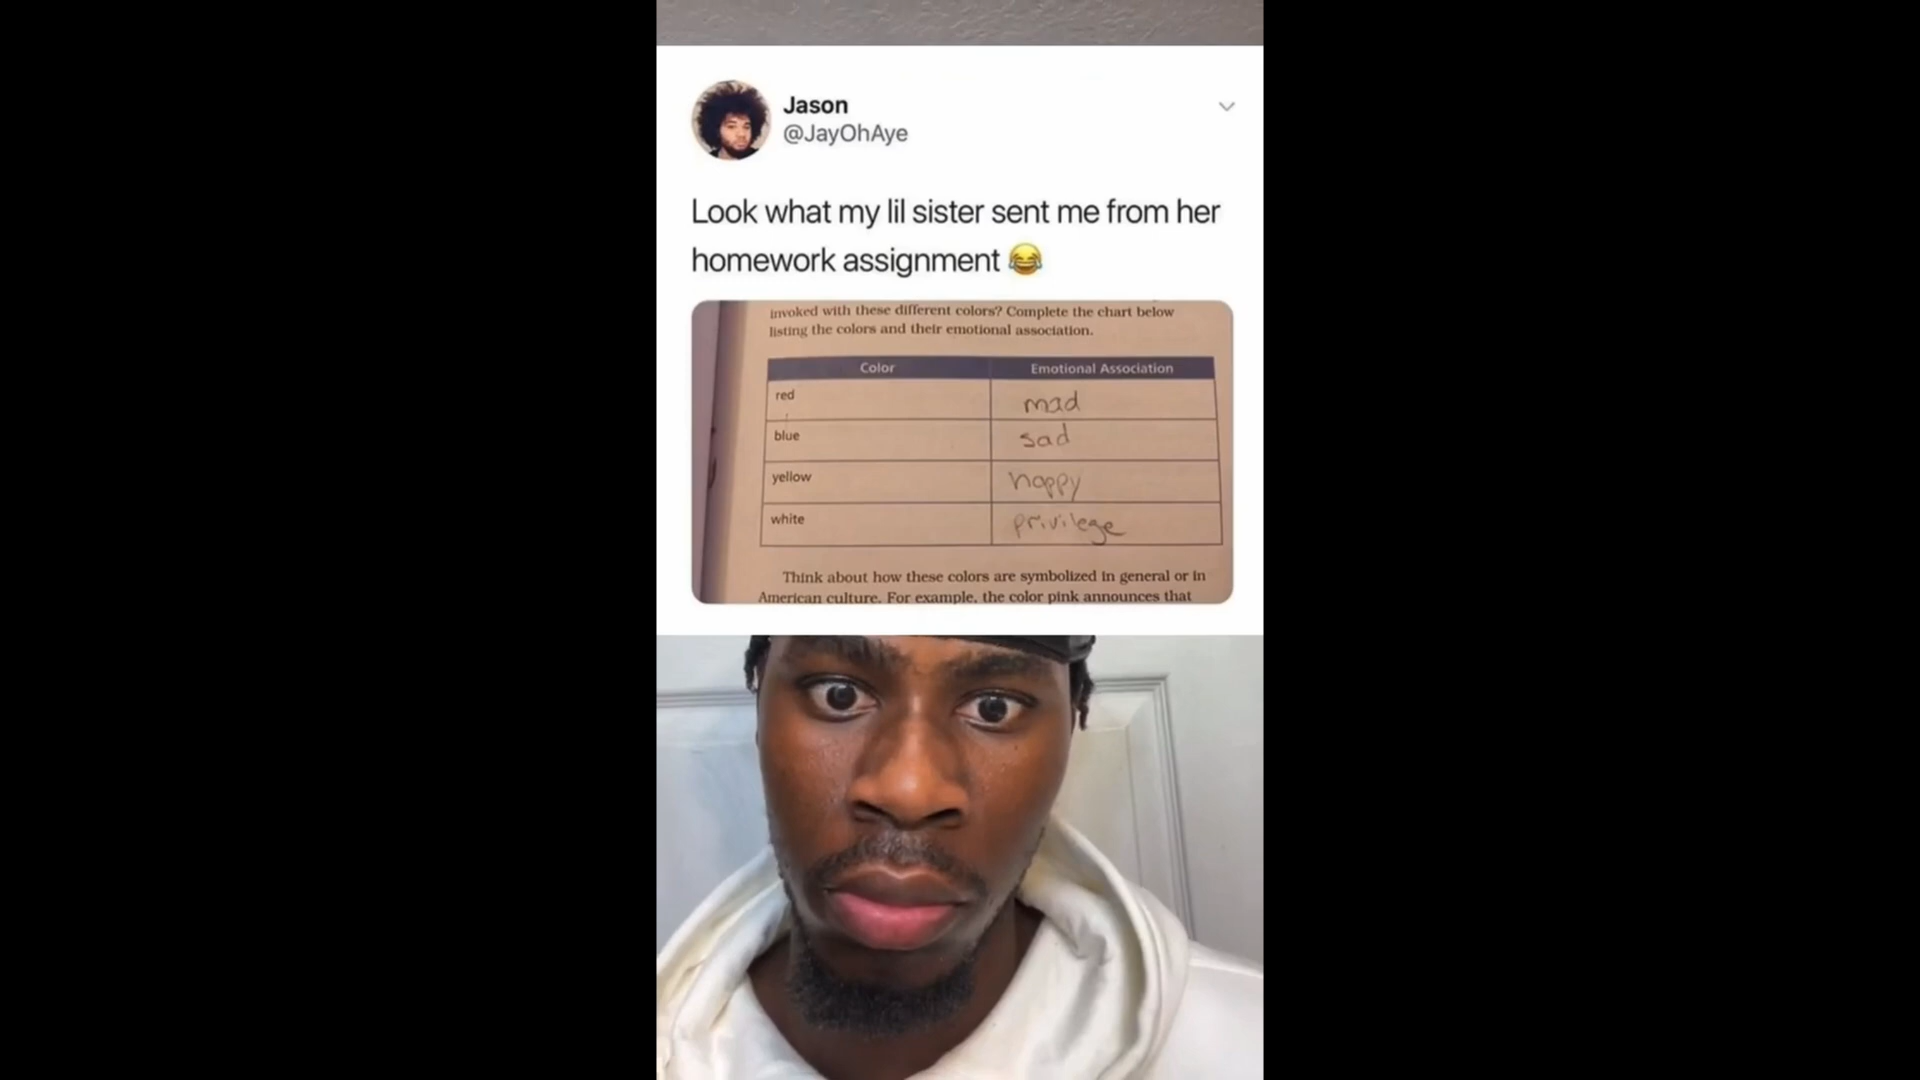 Jason
@JayOhAye
Look what my lil sister sent me from her
homework assignment 😂
invoked with these different colors? Complete the chart below
listing the colors and their emotional association.
Color Emotional Association
red mad
blue sad
yellow happy
white privilege
Think about how these colors are symbolized in general or in
American culture. For example, the color pink announces that